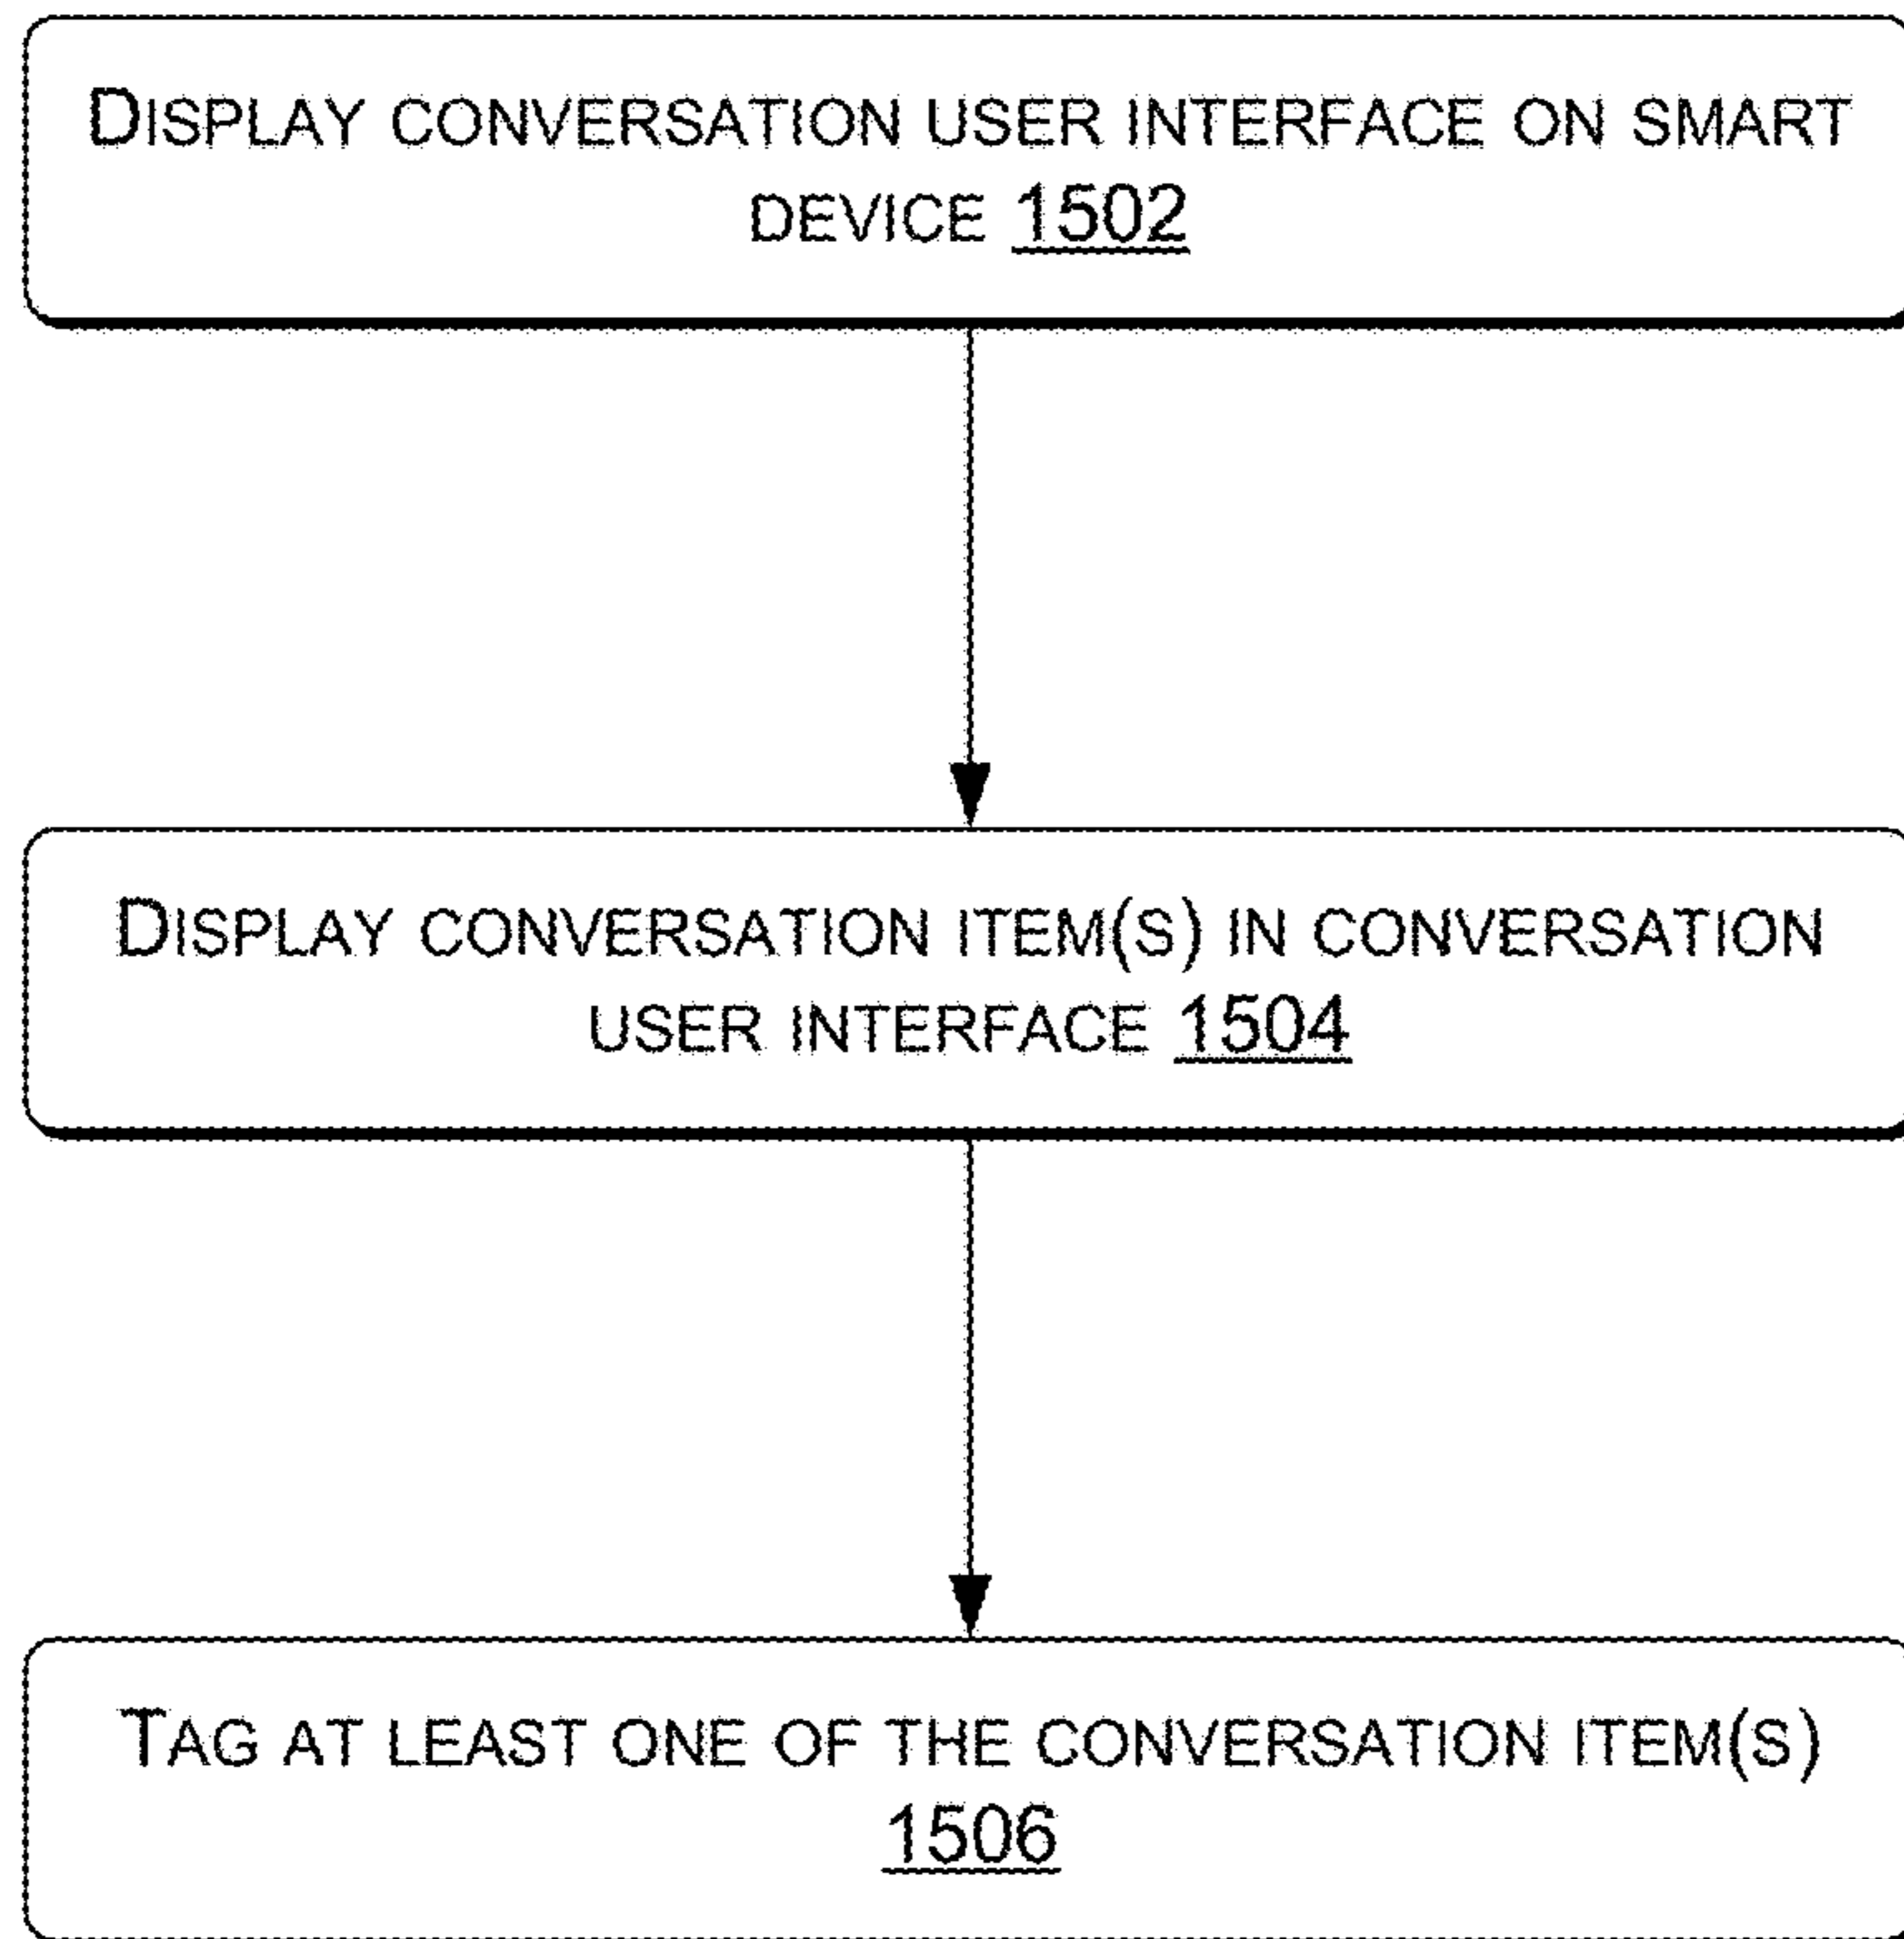 DISPLAY CONVERSATION USER INTERFACE ON SMART
DEVICE 1502
DISPLAY CONVERSATION ITEM(S) IN CONVERSATION
USER INTERFACE 1504
TAG AT LEAST ONE OF THE CONVERSATION ITEM(S)
1506